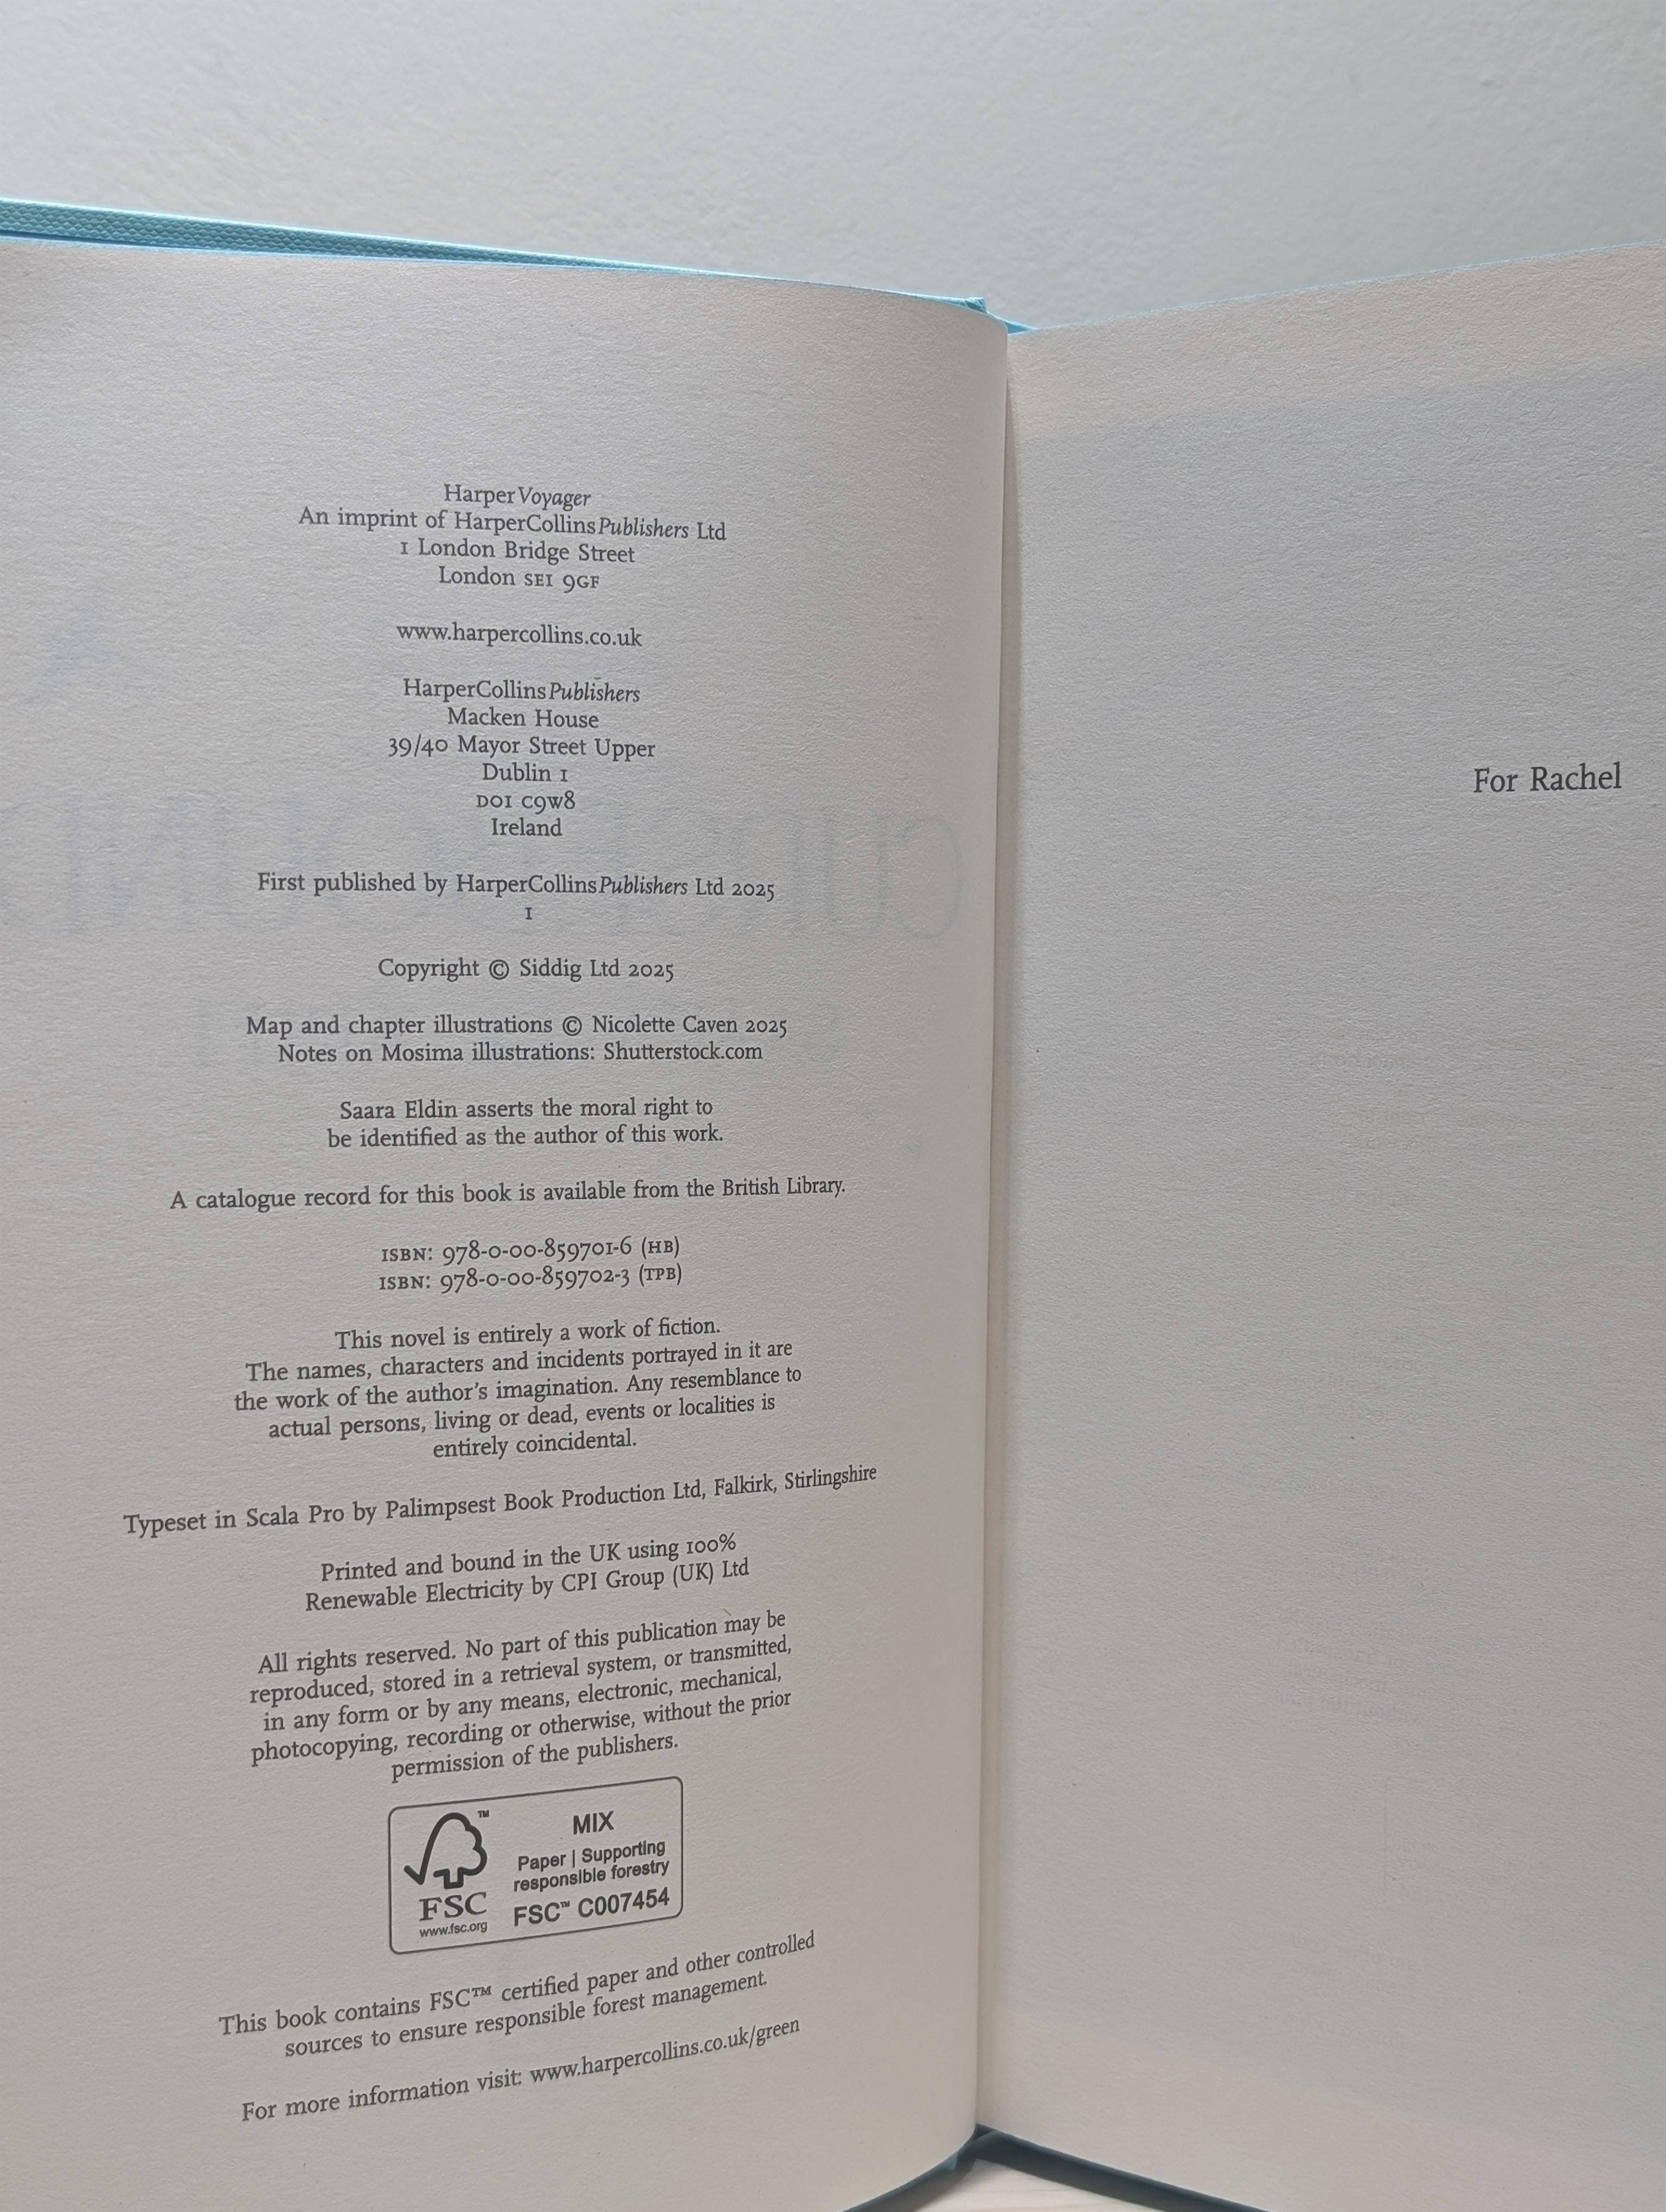 HarperVoyager
An imprint of HarperCollinsPublishers Ltd
1 London Bridge Street
London SE1 9GF
www.harpercollins.co.uk
HarperCollinsPublishers
Macken House
39/40 Mayor Street Upper
Dublin 1
D01 C9W8
Ireland
First published by HarperCollinsPublishers Ltd 2025
1
Copyright © Siddig Ltd 2025
Map and chapter illustrations © Nicolette Caven 2025
Notes on Mosima illustrations: Shutterstock.com
Saara Eldin asserts the moral right to
be identified as the author of this work.
A catalogue record for this book is available from the British Library.
ISBN: 978-0-00-859701-6 (HB)
ISBN: 978-0-00-859702-3 (TPB)
This novel is entirely a work of fiction.
The names, characters and incidents portrayed in it are
the work of the author's imagination. Any resemblance to
actual persons, living or dead, events or localities is
entirely coincidental.
Typeset in Scala Pro by Palimpsest Book Production Ltd, Falkirk, Stirlingshire
Printed and bound in the UK using 100%
Renewable Electricity by CPI Group (UK) Ltd
All rights reserved. No part of this publication may be
reproduced, stored in a retrieval system, or transmitted,
in any form or by any means, electronic, mechanical,
photocopying, recording or otherwise, without the prior
permission of the publishers.
™
FSC
www.fsc.org
MIX
Paper | Supporting
responsible forestry
FSC™ C007454
This book contains FSC™ certified paper and other controlled
sources to ensure responsible forest management.
For more information visit: www.harpercollins.co.uk/green
For Rachel